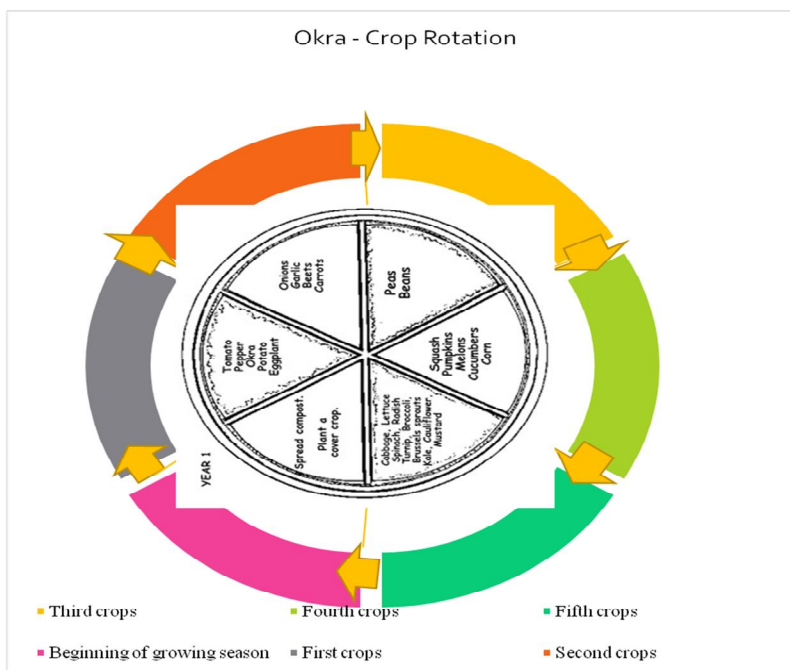 Okra - Crop Rotation
Onions
Garlic
Beets
Carrots
Peas
Beans
Tomato
Pepper
Okra
Potato
Eggplant
Squash
Pumpkins
Melons
Cucumbers
Corn
Spread compost.
Plant a
cover crop.
Cabbage, Lettuce
Spinach, Radish
Turnip, Broccoli,
Brussels sprouts
Kale, Cauliflower,
Mustard
YEAR 1
Third crops
Fourth crops
Fifth crops
Beginning of growing season
First crops
Second crops